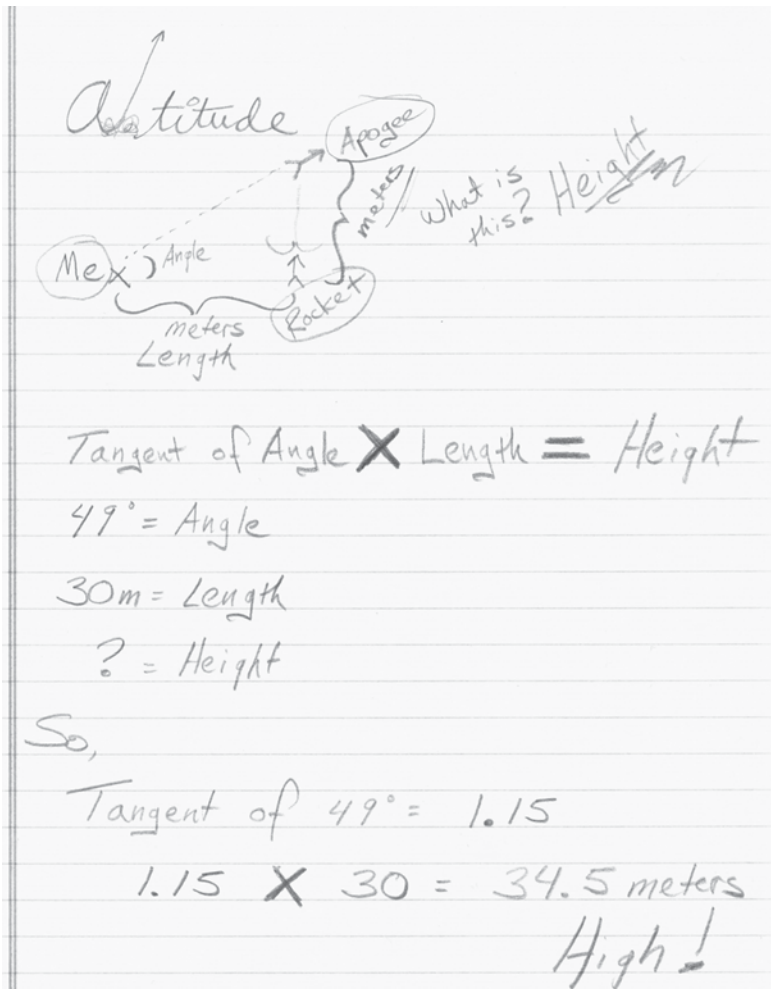 Altitude
Apogee
meters
What is
this? Height
Me
Angle
Rocket
meters
Length
Tangent of Angle X Length = Height
49° = Angle
30m = Length
? = Height
So,
Tangent of 49° = 1.15
1.15 X 30 = 34.5 meters
High!